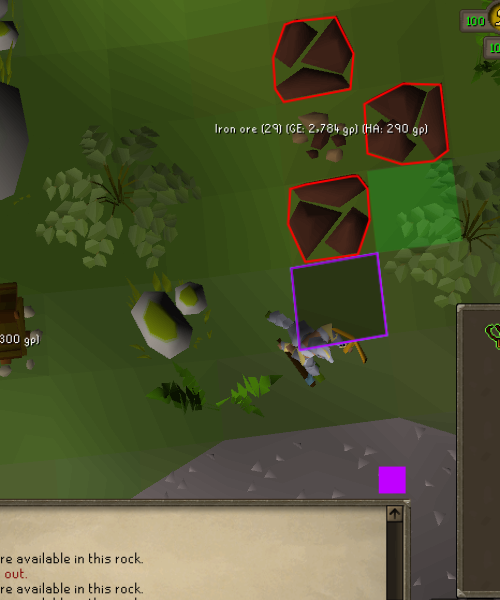 100
10
Iron ore (29) (GE: 2,784 gp) (HA: 290 gp)
300 gp)
re available in this rock.
out.
re available in this rock.